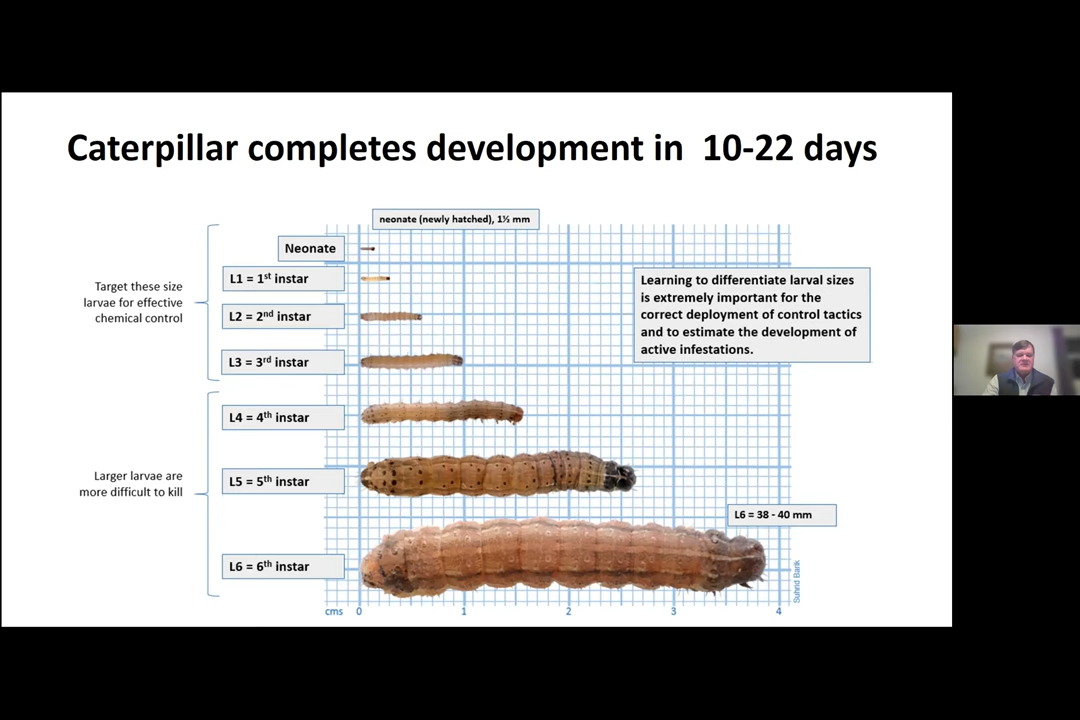 Caterpillar completes development in 10-22 days
neonate (newly hatched), 1½ mm
Neonate
L1 = 1st instar
L2 = 2nd instar
L3 = 3rd instar
Target these size
larvae for effective
chemical control
Learning to differentiate larval sizes
is extremely important for the
correct deployment of control tactics
and to estimate the development of
active infestations.
L4 = 4th instar
L5 = 5th instar
L6 = 6th instar
Larger larvae are
more difficult to kill
L6 = 38 - 40 mm
Suhrid Barik
cms 0 1 2 3 4